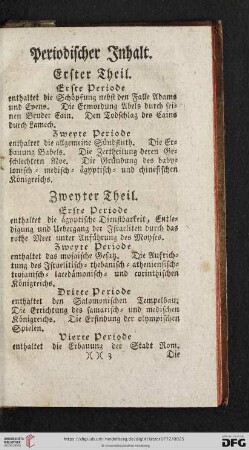 Periodischer Inhalt.
Erster Theil.
Erste Periode
enthaltet die Schöpfung nebst den Falle Adams
und Evens. Die Ermordung Abels durch sei-
nen Bruder Cain. Den Todschlag des Cains
durch Lamech.
Zweyte Periode
enthaltet die allgemeine Sündfluth. Die Er-
bauung Babels. Die Zertheilung deren Ge-
schlechtern Noe. Die Gründung des baby-
lonisch- medisch- ägyptisch- und chinesischen
Königreichs.
Zweyter Theil.
Erste Periode
enthaltet die ägyptische Dienstbarkeit, Entle-
digung und Uebergang der Israeliten durch das
rothe Meer unter Anführung des Moyses.
Zweyte Periode
enthaltet das mosaische Gesatz. Die Aufrich-
tung des Israelitisch- thebanisch- atheniensisch-
trojanisch- lacedämonisch- und corintischen
Königreichs.
Dritte Periode
enthaltet den Salomonischen Tempelbau;
Die Errichtung des samarisch- und medischen
Königreichs. Die Erfindung der olympischen
Spielen.
Vierte Periode
enthaltet die Erbauung der Stadt Rom,
)( )( 3 Die